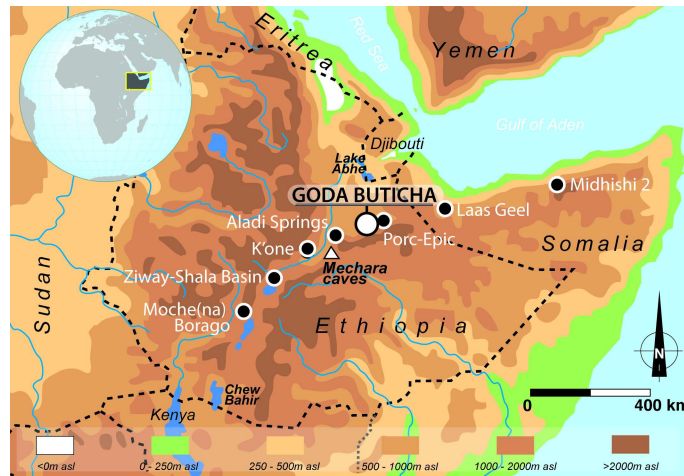 Eritrea
Red Sea
Yemen
Gulf of Aden
Djibouti
Lake
Abhe
GODA BUTICHA
Midhishi 2
Laas Geel
Aladi Springs
Porc-Epic
K'one
Somalia
Mechara
caves
Ziway-Shala Basin
Sudan
Moche(na)
Borago
Ethiopia
N
Chew
Bahir
Kenya
0
400 km
<0m asl
0 - 250m asl
250 - 500m asl
500 - 1000m asl
1000 - 2000m asl
>2000m asl